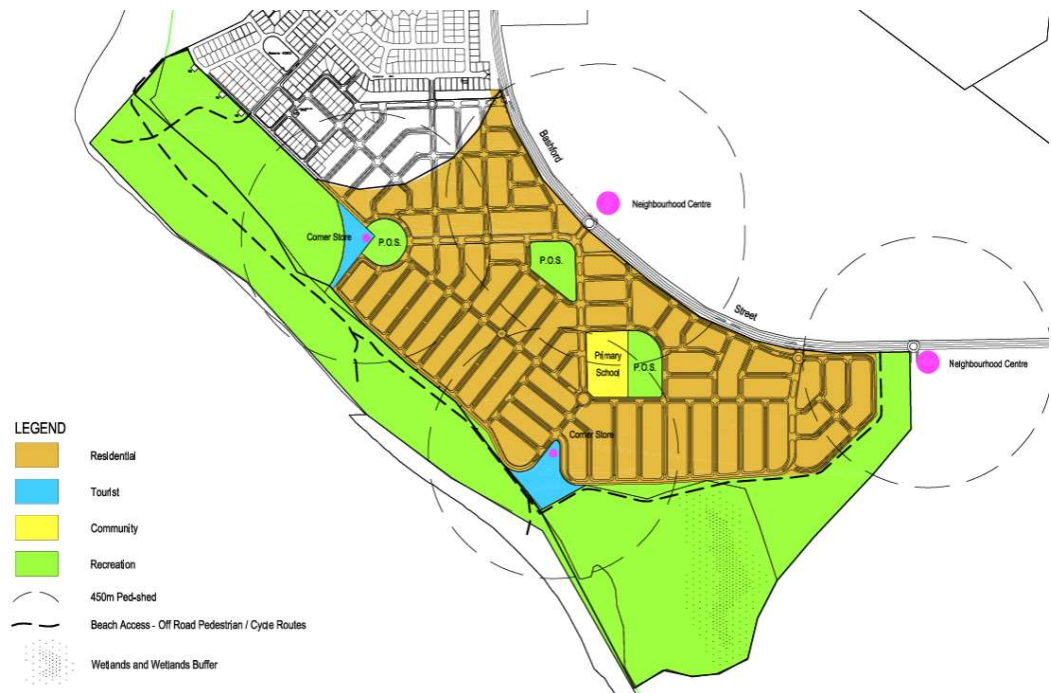 Bashford
Neighbourhood Centre
Corner Store
P.O.S.
P.O.S.
Street
Primary
School
P.O.S.
Neighbourhood Centre
Corner Store
LEGEND
Residential
Tourist
Community
Recreation
450m Ped-shed
Beach Access - Off Road Pedestrian / Cycle Routes
Wetlands and Wetlands Buffer